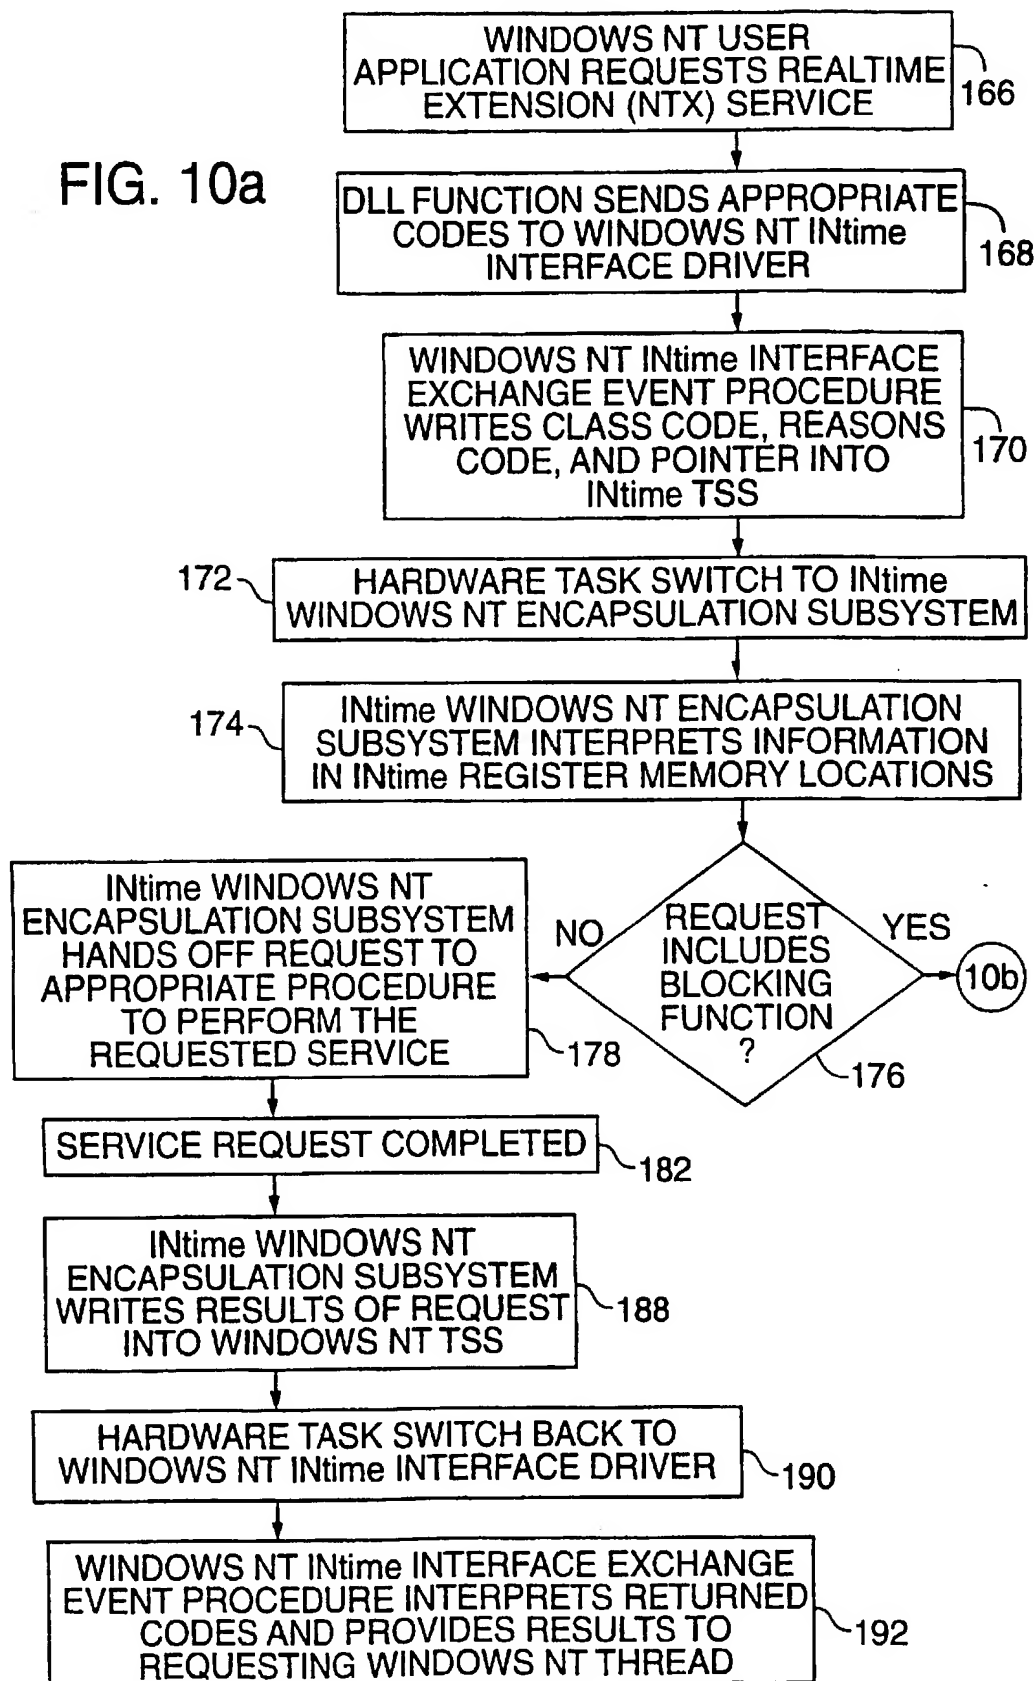 WINDOWS NT USER
APPLICATION REQUESTS REALTIME
EXTENSION (NTX) SERVICE
166
FIG. 10a
DLL FUNCTION SENDS APPROPRIATE
CODES TO WINDOWS NT INtime
INTERFACE DRIVER
168
WINDOWS NT INtime INTERFACE
EXCHANGE EVENT PROCEDURE
WRITES CLASS CODE, REASONS
CODE, AND POINTER INTO
INtime TSS
170
172
HARDWARE TASK SWITCH TO INtime
WINDOWS NT ENCAPSULATION SUBSYSTEM
174
INtime WINDOWS NT ENCAPSULATION
SUBSYSTEM INTERPRETS INFORMATION
IN INtime REGISTER MEMORY LOCATIONS
REQUEST
INCLUDES
BLOCKING
FUNCTION
?
176
YES
10b
NO
INtime WINDOWS NT
ENCAPSULATION SUBSYSTEM
HANDS OFF REQUEST TO
APPROPRIATE PROCEDURE
TO PERFORM THE
REQUESTED SERVICE
178
SERVICE REQUEST COMPLETED
182
INtime WINDOWS NT
ENCAPSULATION SUBSYSTEM
WRITES RESULTS OF REQUEST
INTO WINDOWS NT TSS
188
HARDWARE TASK SWITCH BACK TO
WINDOWS NT INtime INTERFACE DRIVER
190
WINDOWS NT INtime INTERFACE EXCHANGE
EVENT PROCEDURE INTERPRETS RETURNED
CODES AND PROVIDES RESULTS TO
REQUESTING WINDOWS NT THREAD
192